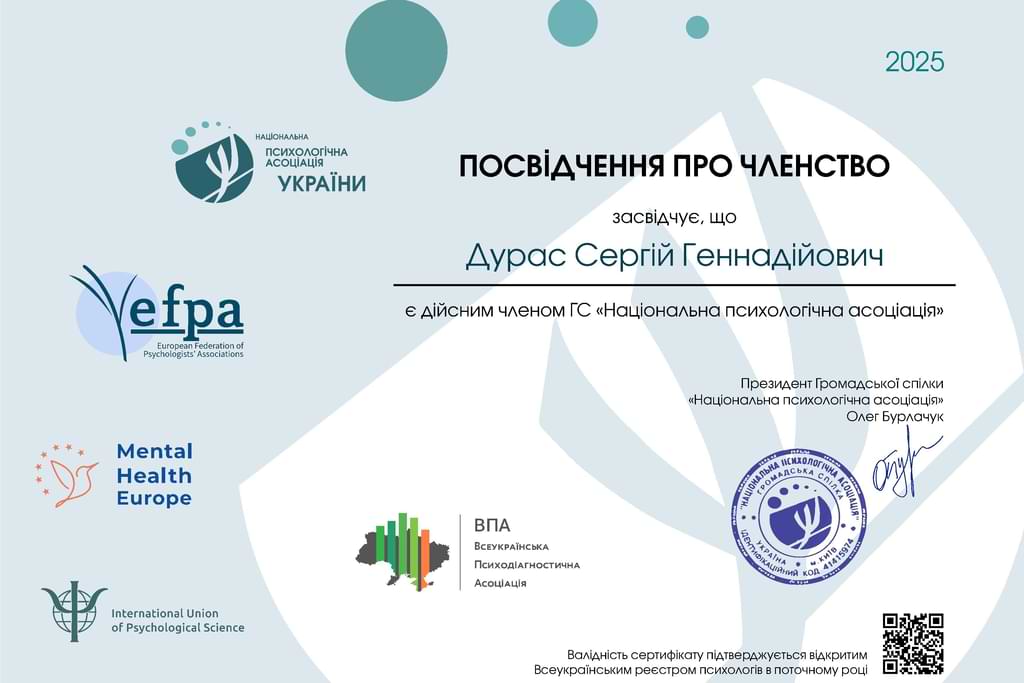 2025
НАЦІОНАЛЬНА
ПСИХОЛОГІЧНА
АСОЦІАЦІЯ
УКРАЇНИ
ПОСВІДЧЕННЯ ПРО ЧЛЕНСТВО
засвідчує, що
Дурас Сергій Геннадійович
є дійсним членом ГС «Національна психологічна асоціація»
efpa
European Federation of
Psychologists' Associations
Президент Громадської спілки
«Національна психологічна асоціація»
Олег Бурлачук
Mental
Health
Europe
"НАЦІОНАЛЬНА ПСИХОЛОГІЧНА АСОЦІАЦІЯ"
ГРОМАДСЬКА СПІЛКА
УКРАЇНА * м. КИЇВ
ІДЕНТИФІКАЦІЙНИЙ КОД 41415974
ВПА
Всеукраїнська
Психодіагностична
Асоціація
International Union
of Psychological Science
Валідність сертифікату підтверджується відкритим
Всеукраїнським реєстром психологів в поточному році